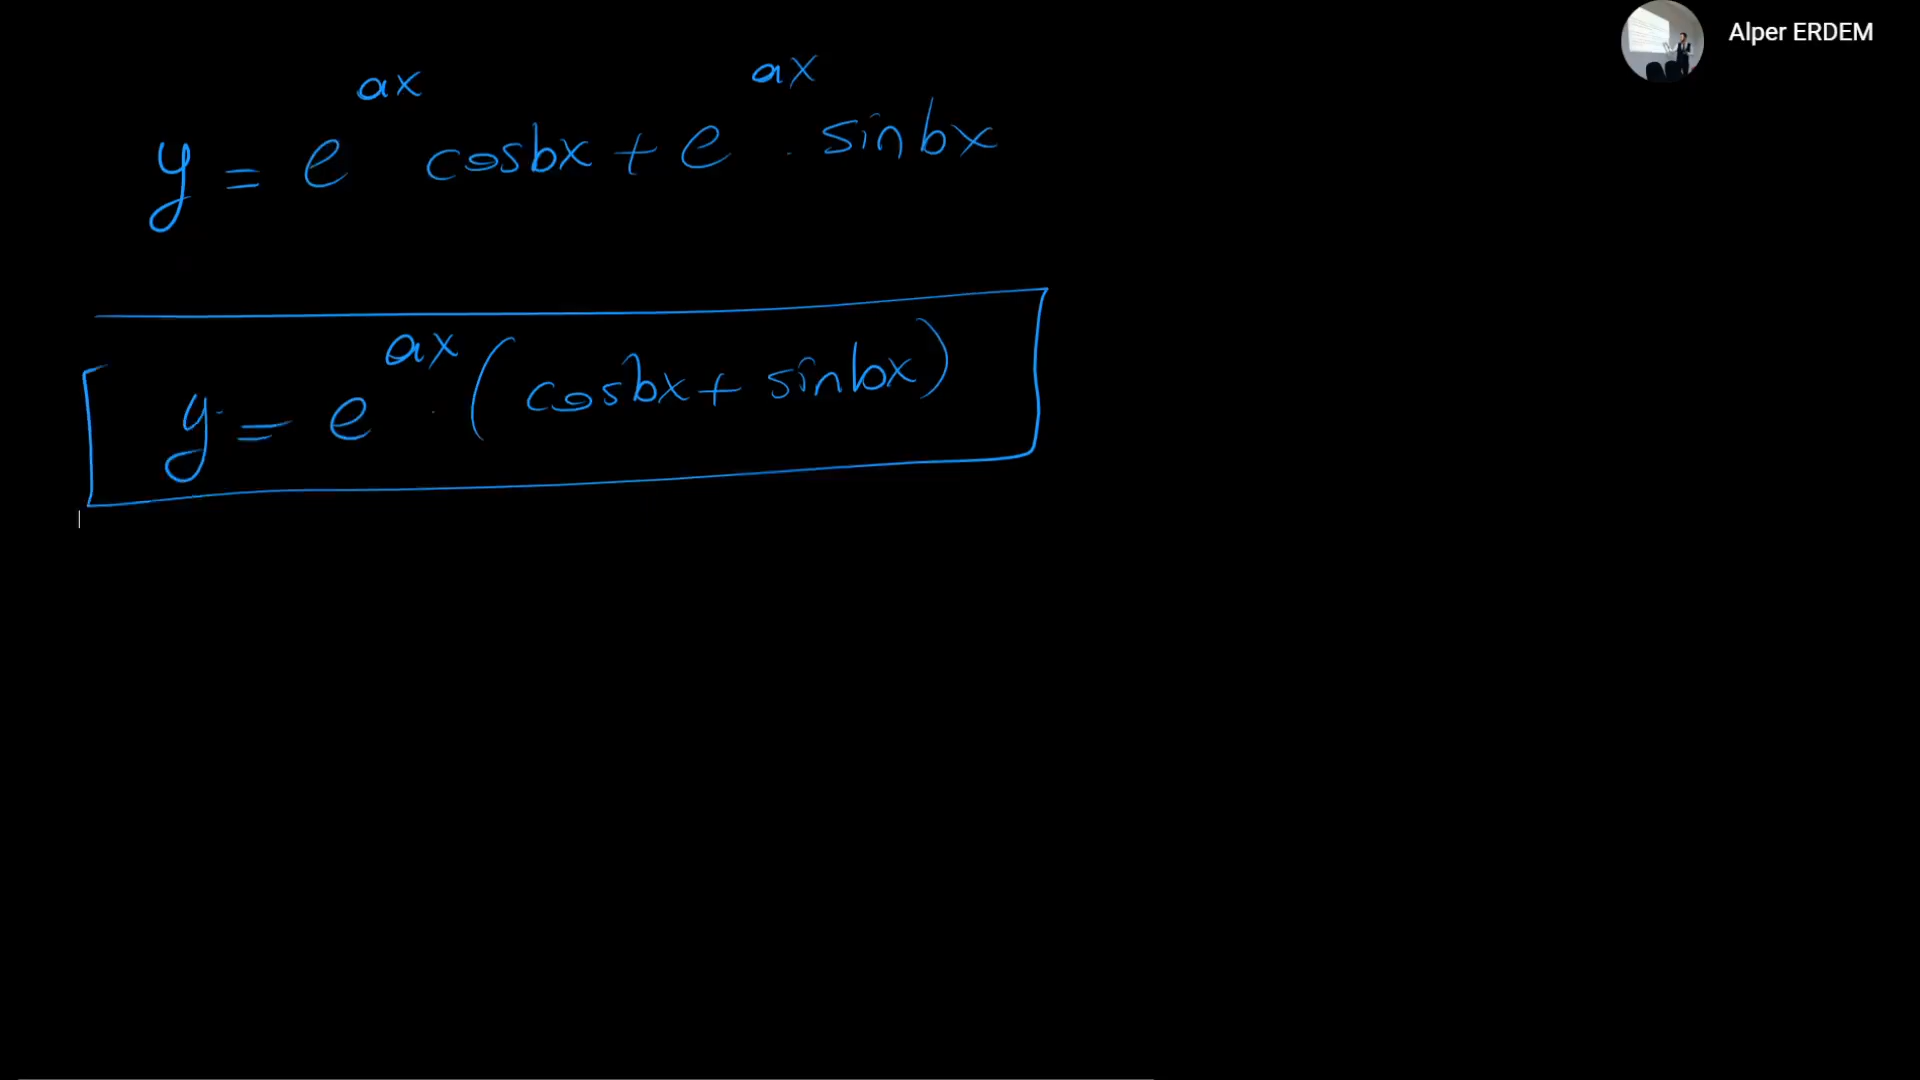 Alper ERDEM
y = e^{ax} cosbx + e^{ax} . sinbx
y = e^{ax} . (cosbx + sinbx)